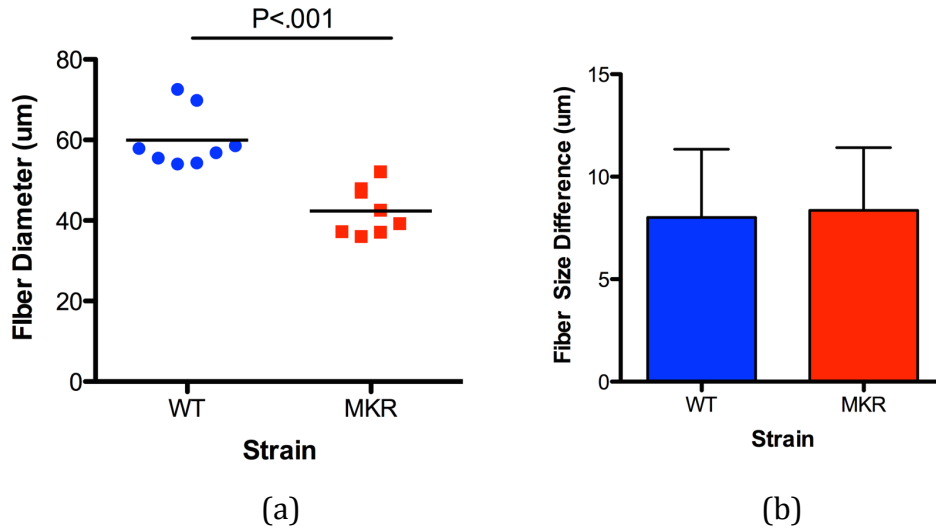 P<.001
FIber Diameter (um)
80
60
40
20
0
WT
MKR
Strain
(a)
Fiber Size Difference (um)
15
10
5
0
WT
MKR
Strain
(b)